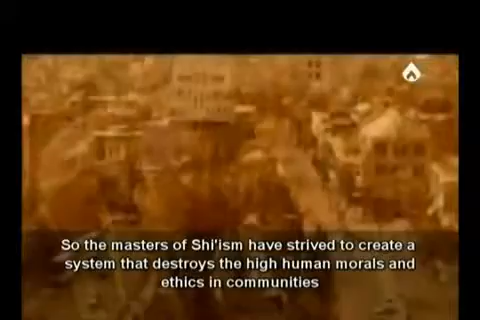 So the masters of Shi'ism have strived to create a
system that destroys the high human morals and
ethics in communities